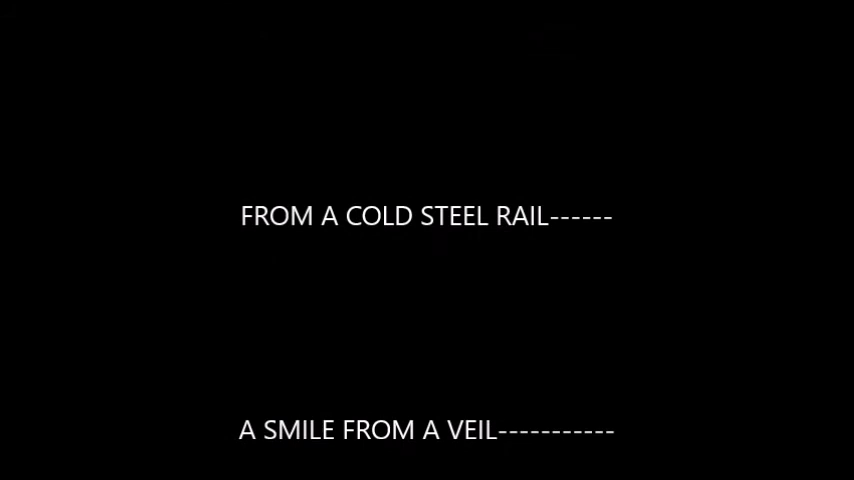 FROM A COLD STEEL RAIL------
A SMILE FROM A VEIL-----------